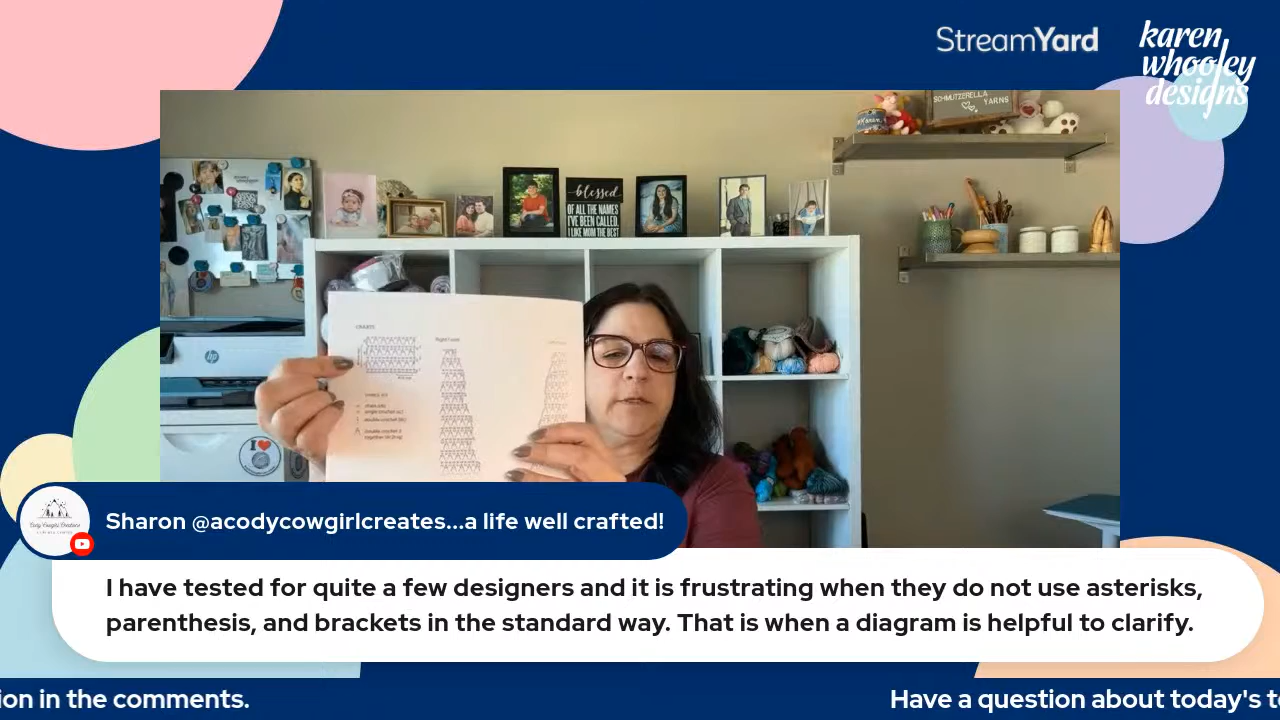 StreamYard
karen
whooley
designs
SCHMUTZERELLA
YARNS
blessed
OF ALL THE NAMES
I'VE BEEN CALLED,
I LIKE MOM THE BEST
hp
I
CHARTS
Sharon @acodycowgirlcreates...a life well crafted!
I have tested for quite a few designers and it is frustrating when they do not use asterisks,
parenthesis, and brackets in the standard way. That is when a diagram is helpful to clarify.
ion in the comments.
Have a question about today's t